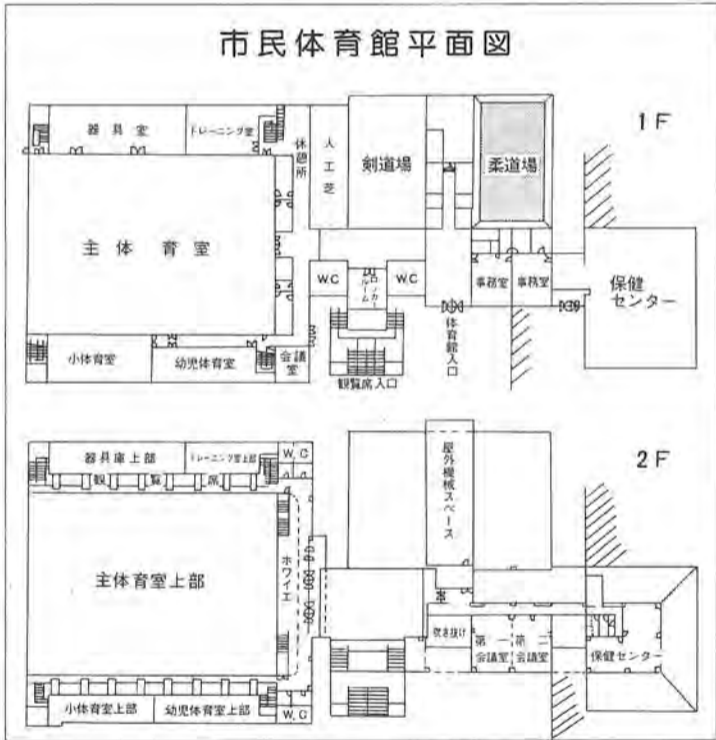 市民体育館平面図
1F
器具室
トレーニング室
休憩所
人工芝
剣道場
柔道場
主体育室
W.C
ロッカールーム
W.C
事務室
事務室
保健センター
小体育室
幼児体育室
会議室
観覧席入口
体育館入口
2F
器具庫上部
トレーニング室上部
W.C
観覧席
屋外機械スペース
主体育室上部
ホワイエ
吹き抜け
第一会議室
第二会議室
保健センター
小体育室上部
幼児体育室上部
W.C